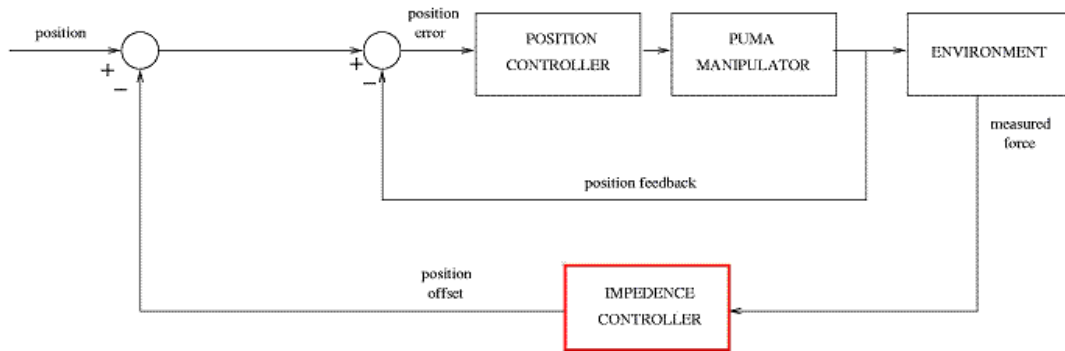 position
position
error
POSITION
CONTROLLER
PUMA
MANIPULATOR
ENVIRONMENT
+
−
+
−
measured
force
position feedback
position
offset
IMPEDENCE
CONTROLLER